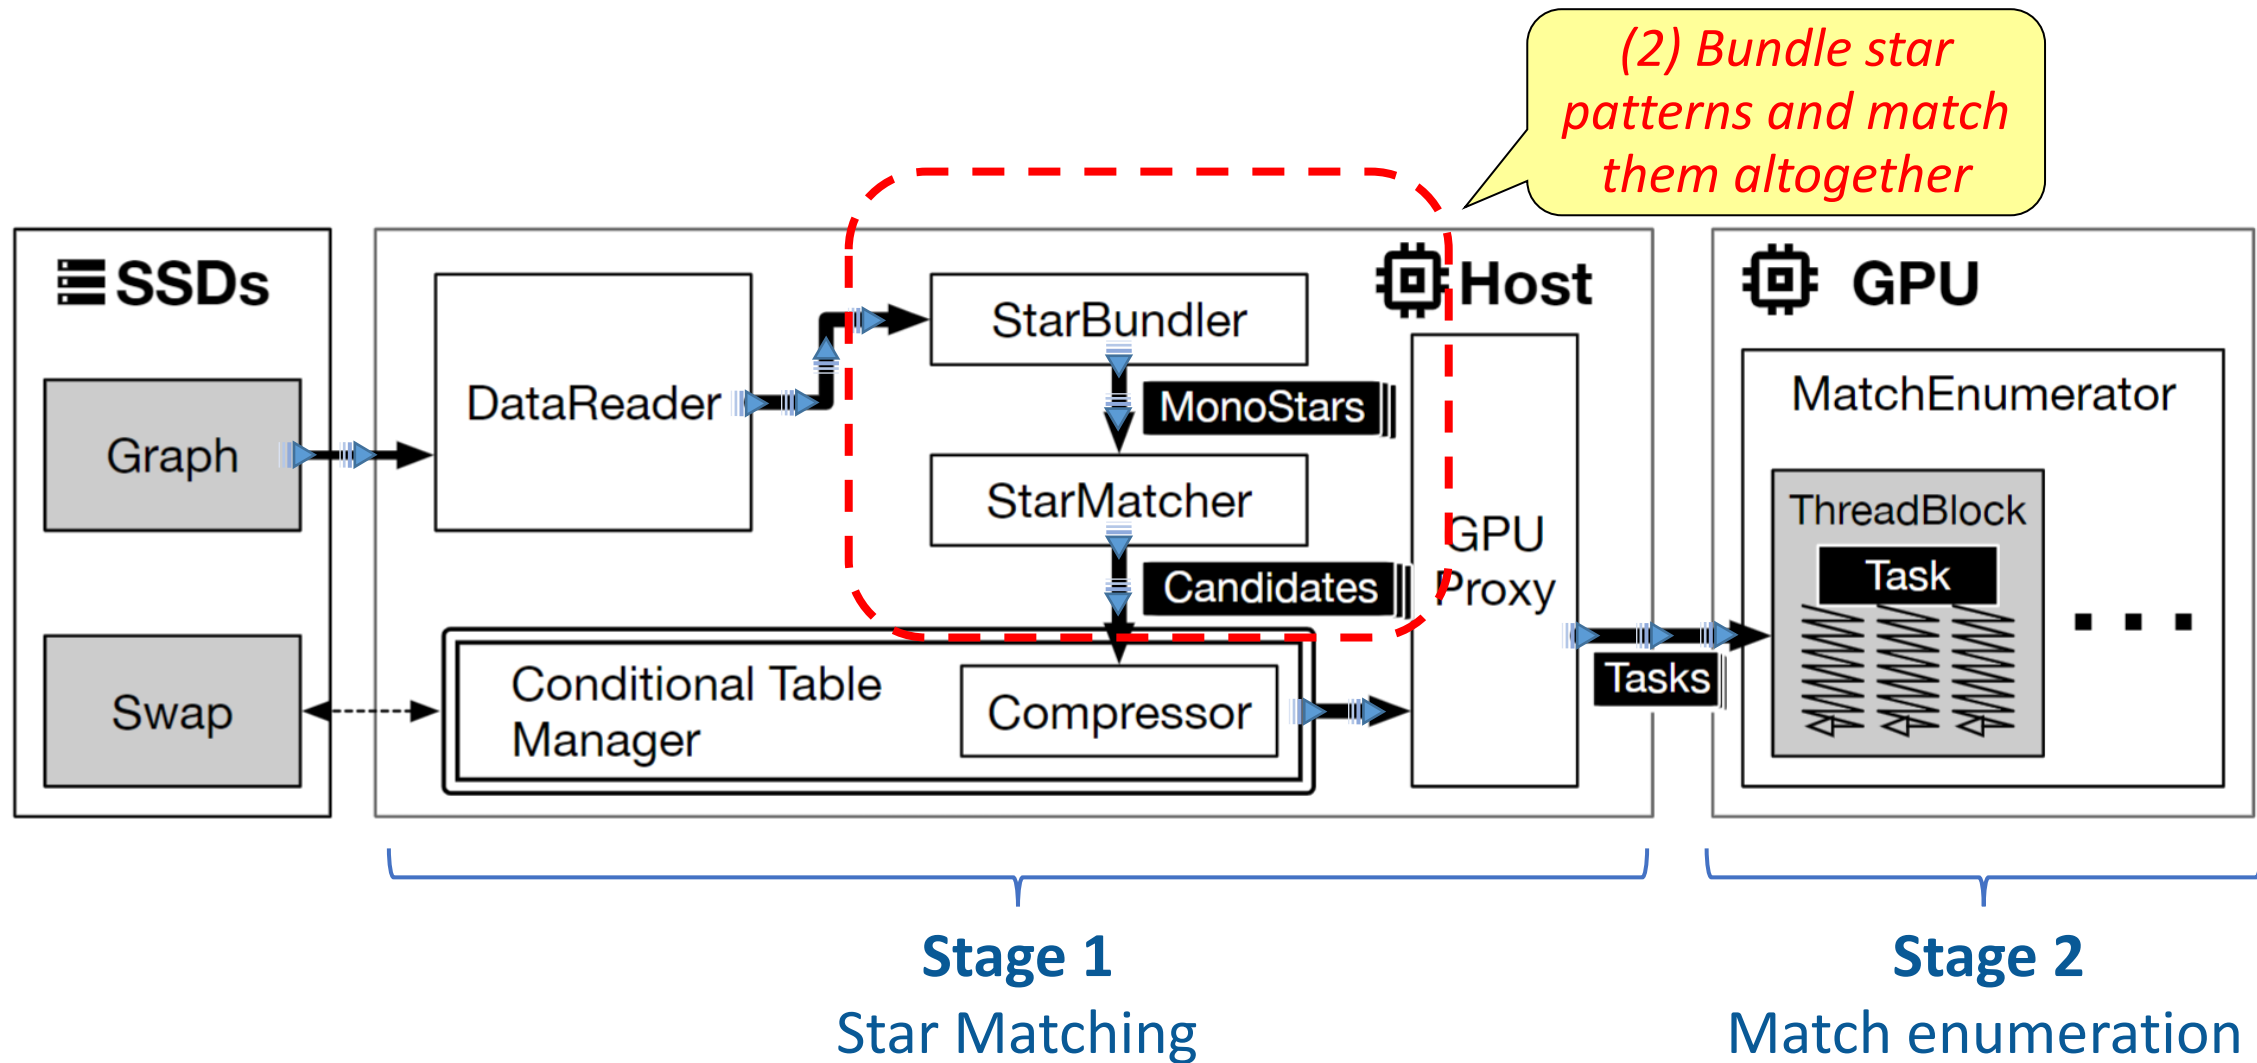 (2) Bundle star
patterns and match
them altogether
SSDs
Graph
Swap
Host
DataReader
StarBundler
MonoStars
StarMatcher
Candidates
Conditional Table
Manager
Compressor
GPU
Proxy
Tasks
GPU
MatchEnumerator
ThreadBlock
Task
Stage 1
Star Matching
Stage 2
Match enumeration